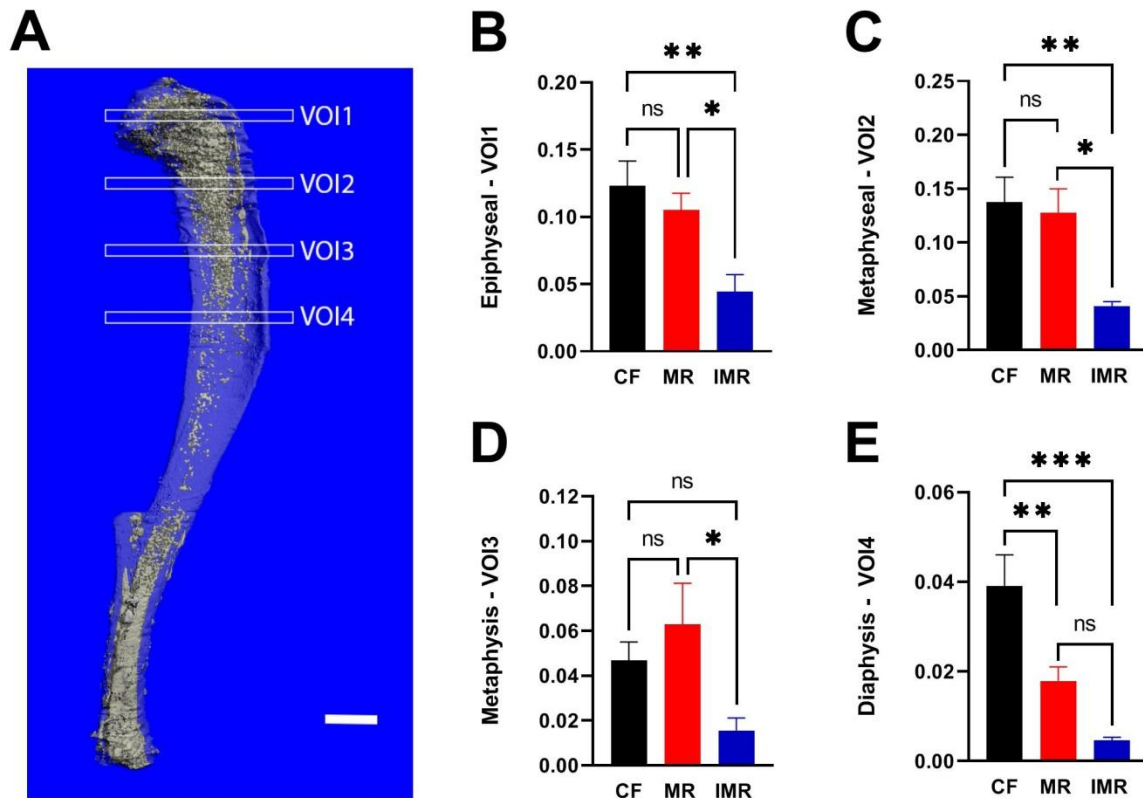 A
VOI1
VOI2
VOI3
VOI4
B
Epiphyseal - VOI1
0.20
0.15
0.10
0.05
0.00
**
ns
*
CF MR IMR
C
Metaphyseal - VOI2
0.25
0.20
0.15
0.10
0.05
0.00
**
ns
*
CF MR IMR
D
Metaphysis - VOI3
0.12
0.10
0.08
0.06
0.04
0.02
0.00
ns
ns
*
CF MR IMR
E
Diaphysis - VOI4
0.06
0.04
0.02
0.00
***
**
ns
CF MR IMR